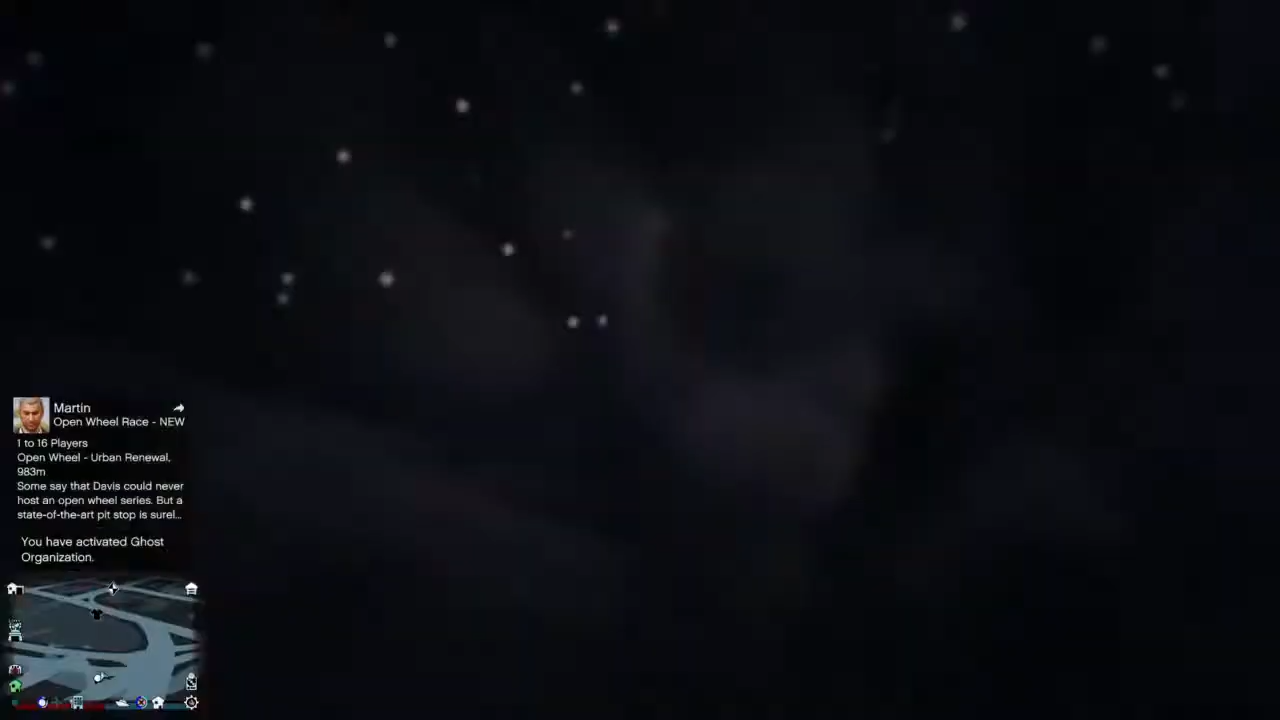 Martin
Open Wheel Race - NEW
1 to 16 Players
Open Wheel - Urban Renewal,
983m
Some say that Davis could never
host an open wheel series. But a
state-of-the-art pit stop is surel...
You have activated Ghost
Organization.